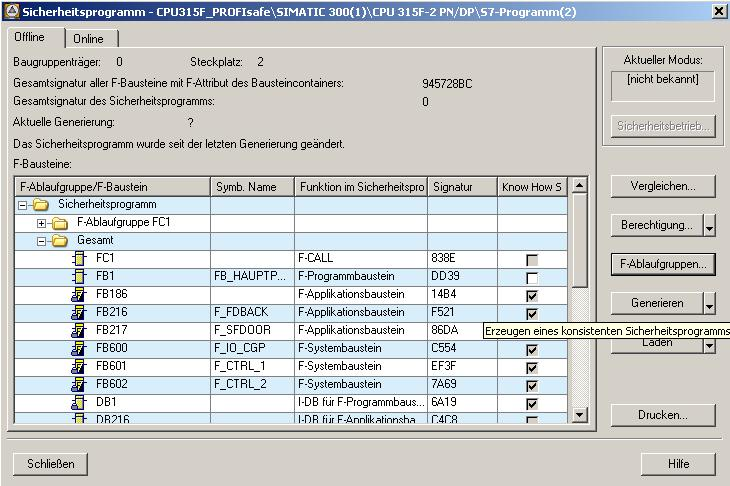 Sicherheitsprogramm - CPU315F_PROFIsafe\SIMATIC 300(1)\CPU 315F-2 PN/DP\S7-Programm(2)
Offline Online
Baugruppenträger: 0 Steckplatz: 2
Gesamtsignatur aller F-Bausteine mit F-Attribut des Bausteincontainers: 945728BC
Gesamtsignatur des Sicherheitsprogramms: 0
Aktuelle Generierung: ?
Das Sicherheitsprogramm wurde seit der letzten Generierung geändert.
F-Bausteine:
F-Ablaufgruppe/F-Baustein Symb. Name Funktion im Sicherheitspro Signatur Know How S
Sicherheitsprogramm
F-Ablaufgruppe FC1
Gesamt
FC1 F-CALL 838E
FB1 FB_HAUPTP... F-Programmbaustein DD39
FB186 F-Applikationsbaustein 14B4
FB216 F_FDBACK F-Applikationsbaustein F521
FB217 F_SFDOOR F-Applikationsbaustein 86DA
FB600 F_IO_CGP F-Systembaustein C554
FB601 F_CTRL_1 F-Systembaustein EF3F
FB602 F_CTRL_2 F-Systembaustein 7A69
DB1 I-DB für F-Programmbaus... 6A19
DB216 I-DB für F-Applikationsba... C4C8
Aktueller Modus:
[nicht bekannt]
Sicherheitsbetrieb...
Vergleichen...
Berechtigung...
F-Ablaufgruppen...
Generieren
Erzeugen eines konsistenten Sicherheitsprogramms
Laden
Drucken...
Schließen Hilfe